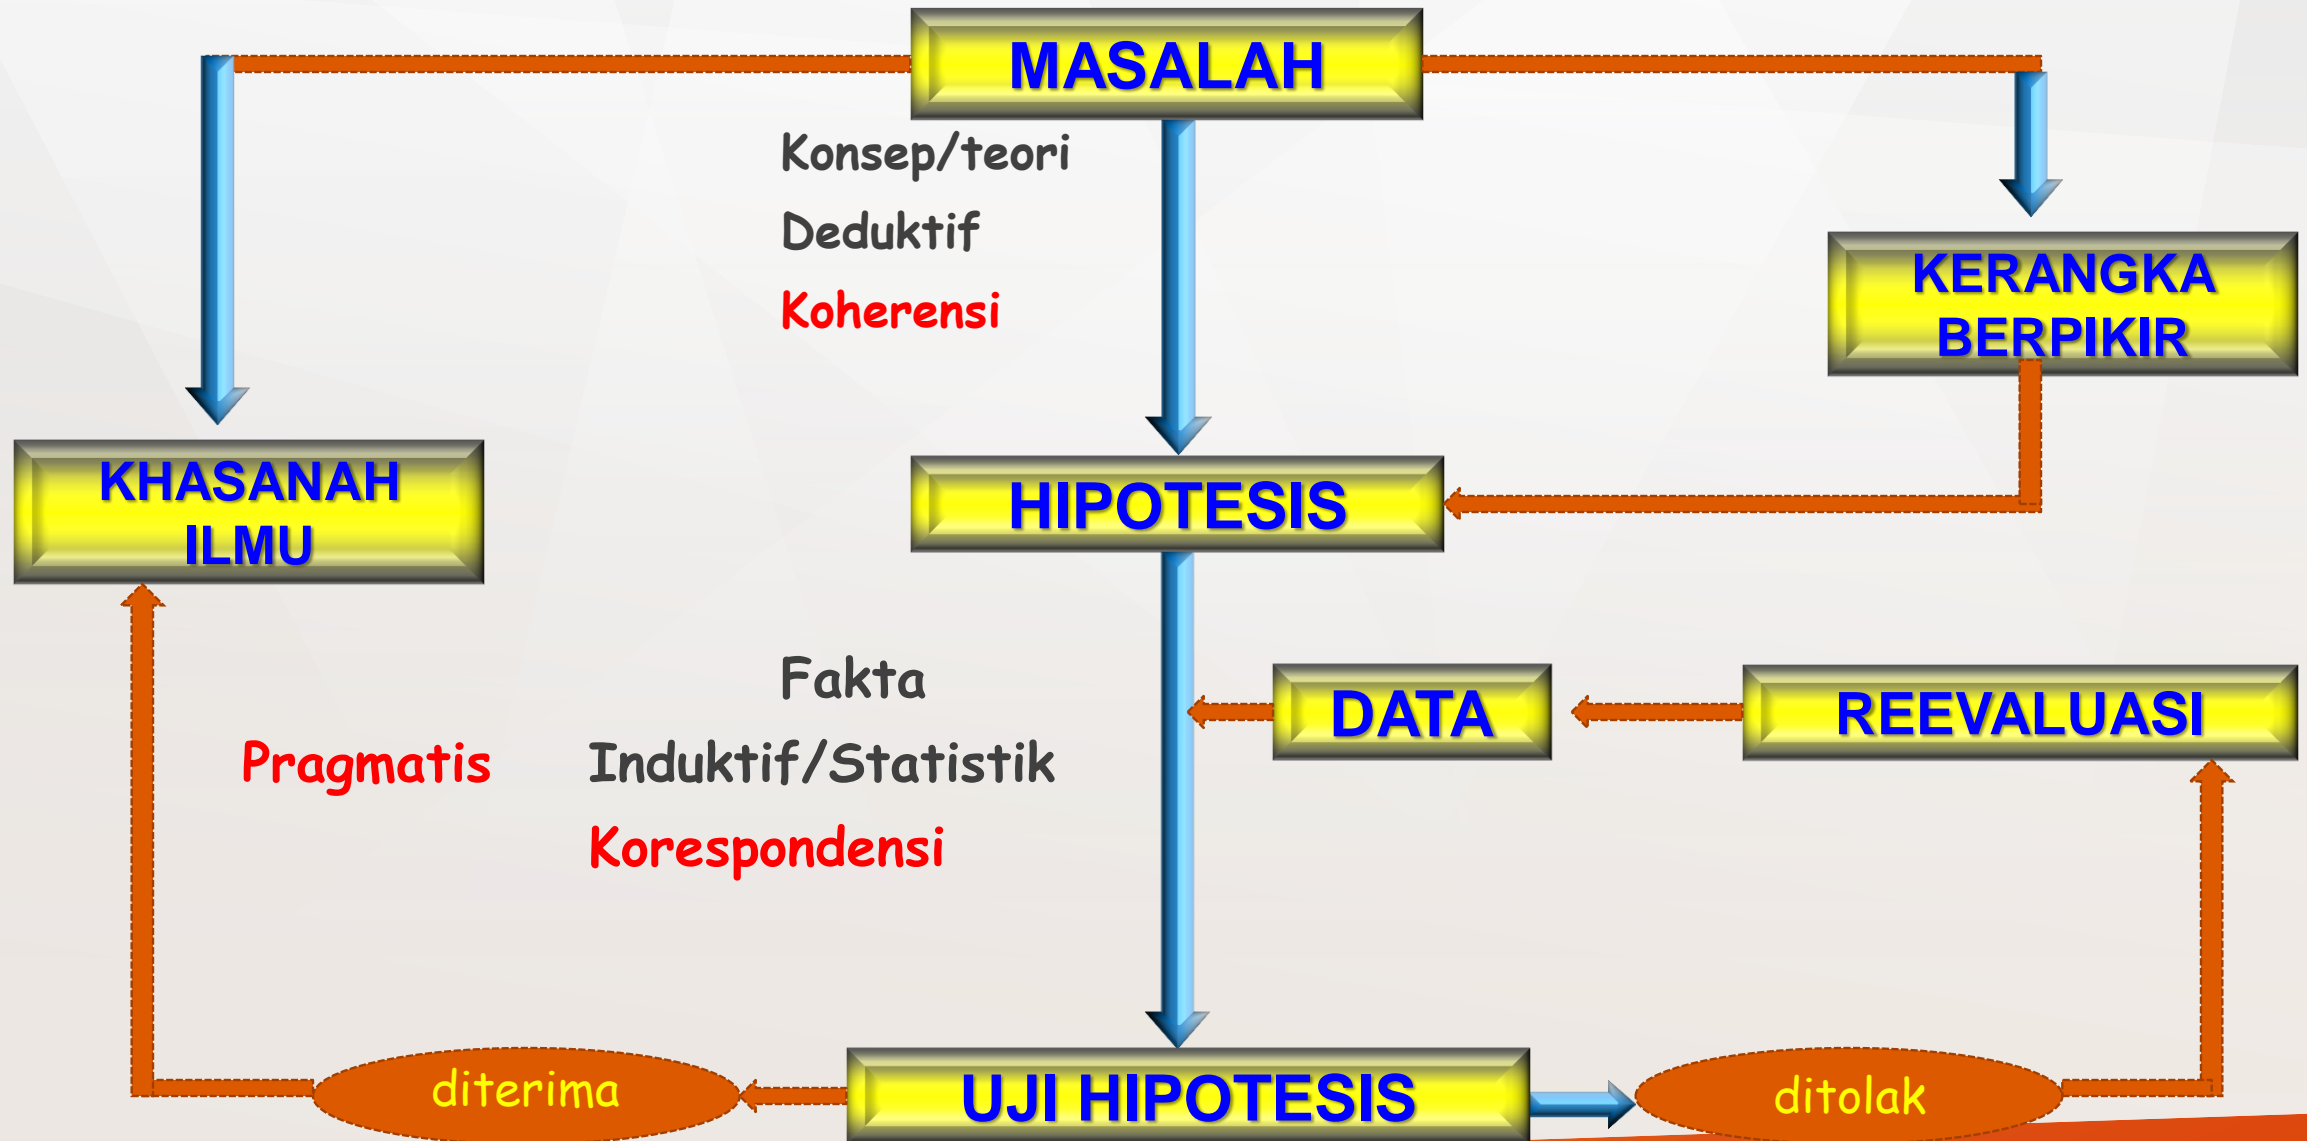 MASALAH
Konsep/teori
Deduktif
Koherensi
KERANGKA
BERPIKIR
KHASANAH
ILMU
HIPOTESIS
Fakta
Pragmatis
Induktif/Statistik
Korespondensi
DATA
REEVALUASI
diterima
UJI HIPOTESIS
ditolak